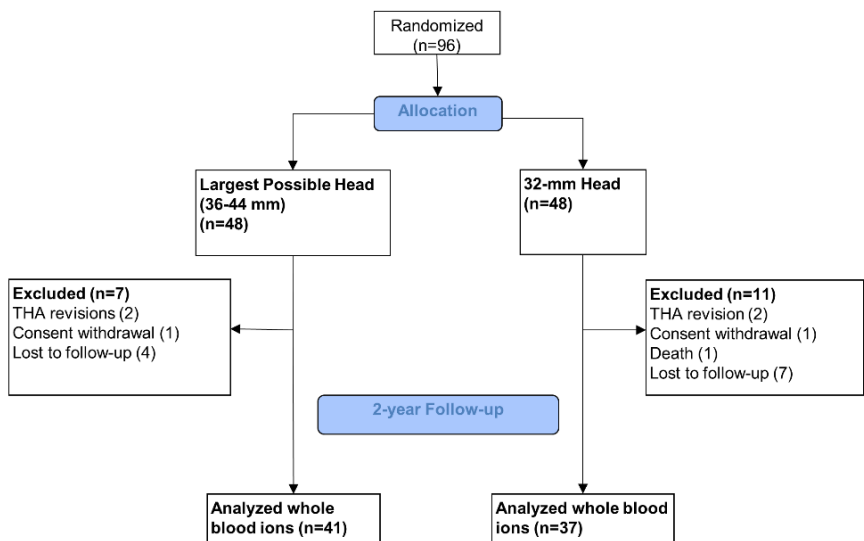 Randomized
(n=96)
Allocation
Largest Possible Head
(36-44 mm)
(n=48)
32-mm Head
(n=48)
Excluded (n=7)
THA revisions (2)
Consent withdrawal (1)
Lost to follow-up (4)
Excluded (n=11)
THA revision (2)
Consent withdrawal (1)
Death (1)
Lost to follow-up (7)
2-year Follow-up
Analyzed whole
blood ions (n=41)
Analyzed whole blood
ions (n=37)